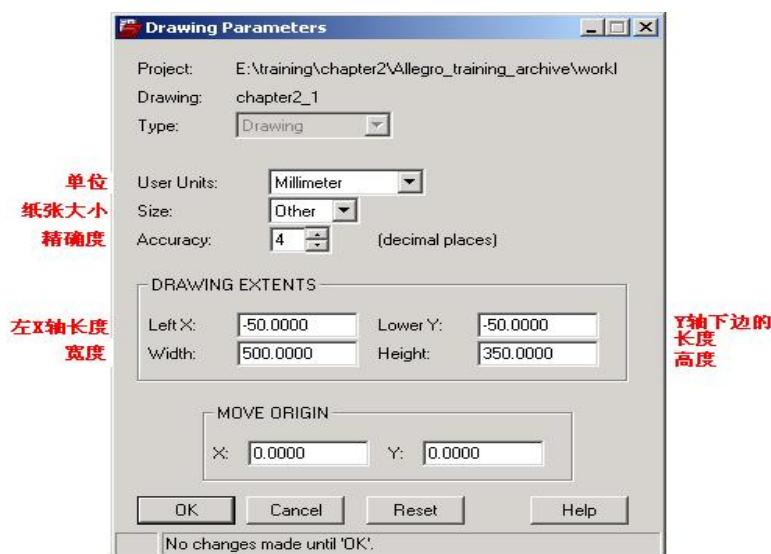 Drawing Parameters
Project: E:\training\chapter2\Allegro_training_archive\workl
Drawing: chapter2_1
Type: Drawing
单位 User Units: Millimeter
纸张大小 Size: Other
精确度 Accuracy: 4 (decimal places)
DRAWING EXTENTS
左X轴长度 Left X: -50.0000 Lower Y: -50.0000 Y轴下边的
长度
宽度 Width: 500.0000 Height: 350.0000 高度
MOVE ORIGIN
X: 0.0000 Y: 0.0000
OK Cancel Reset Help
No changes made until 'OK'.